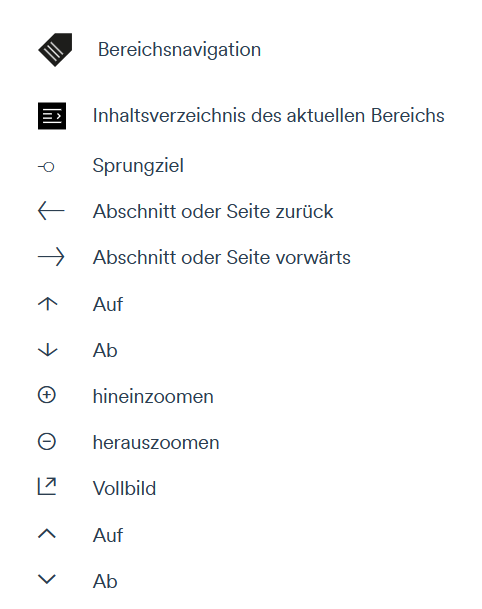 Bereichsnavigation
Inhaltsverzeichnis des aktuellen Bereichs
Sprungziel
Abschnitt oder Seite zurück
Abschnitt oder Seite vorwärts
Auf
Ab
hineinzoomen
herauszoomen
Vollbild
Auf
Ab